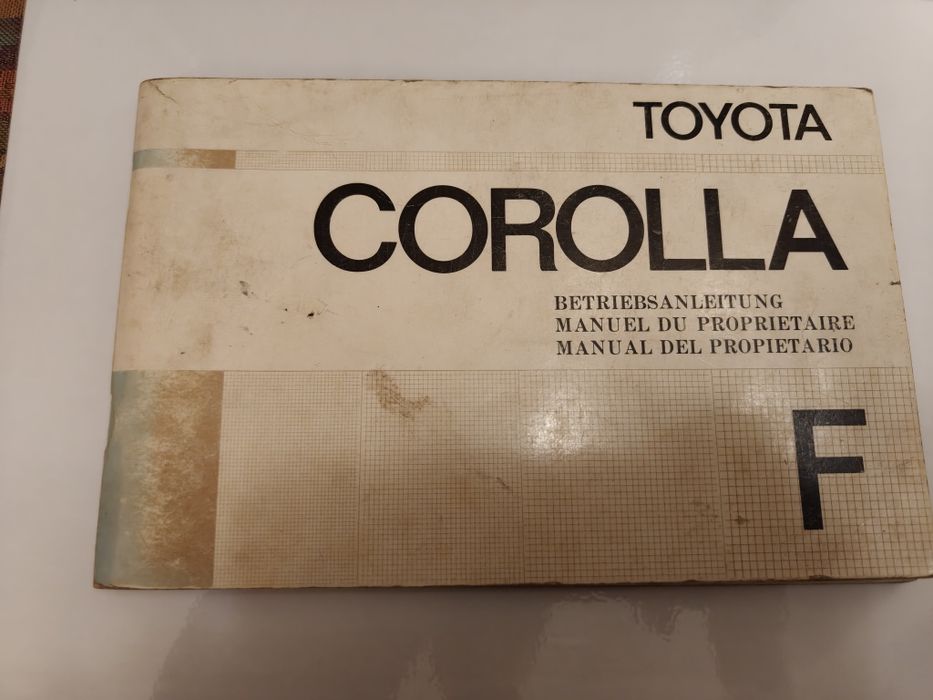 TOYOTA
COROLLA
BETRIEBSANLEITUNG
MANUEL DU PROPRIETAIRE
MANUAL DEL PROPIETARIO
F